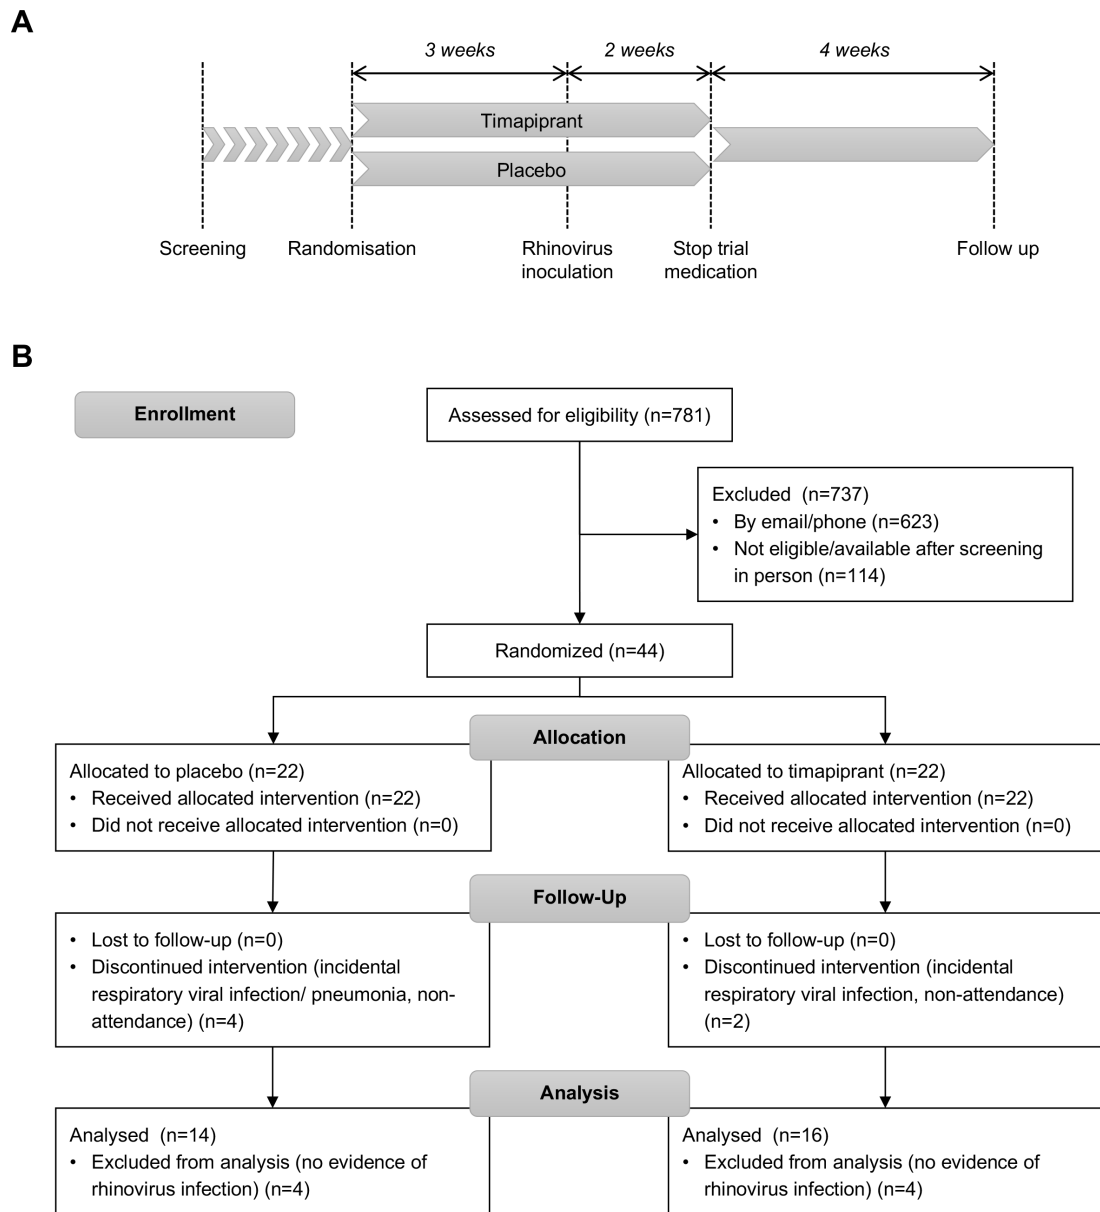 A
3 weeks
2 weeks
4 weeks
Timapiprant
Placebo
Screening
Randomisation
Rhinovirus
inoculation
Stop trial
medication
Follow up
B
Enrollment
Assessed for eligibility (n=781)
Excluded (n=737)
• By email/phone (n=623)
• Not eligible/available after screening
in person (n=114)
Randomized (n=44)
Allocation
Allocated to placebo (n=22)
• Received allocated intervention (n=22)
• Did not receive allocated intervention (n=0)
Allocated to timapiprant (n=22)
• Received allocated intervention (n=22)
• Did not receive allocated intervention (n=0)
Follow-Up
• Lost to follow-up (n=0)
• Discontinued intervention (incidental
respiratory viral infection/ pneumonia, non-
attendance) (n=4)
• Lost to follow-up (n=0)
• Discontinued intervention (incidental
respiratory viral infection, non-attendance)
(n=2)
Analysis
Analysed (n=14)
• Excluded from analysis (no evidence of
rhinovirus infection) (n=4)
Analysed (n=16)
• Excluded from analysis (no evidence of
rhinovirus infection) (n=4)